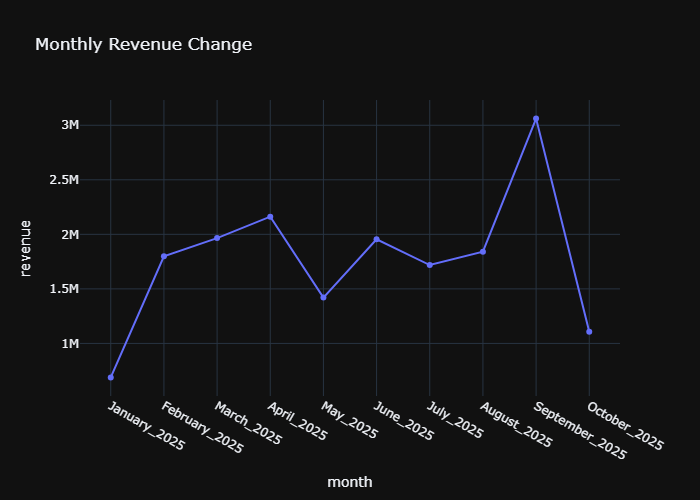 Monthly Revenue Change
3M
2.5M
2M
1.5M
1M
revenue
January_2025
February_2025
March_2025
April_2025
May_2025
June_2025
July_2025
August_2025
September_2025
October_2025
month